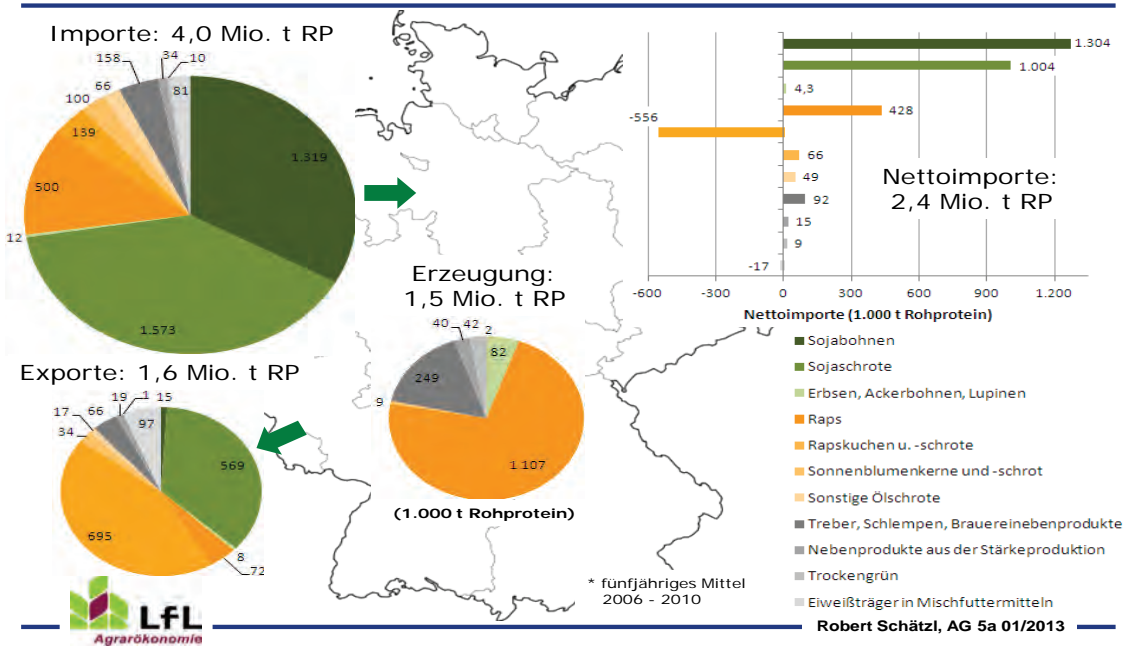 Importe: 4,0 Mio. t RP
158
34
10
66
81
100
139
1.319
500
12
1.573
1.304
1.004
4,3
428
-556
66
49
92
15
9
-17
Nettoimporte:
2,4 Mio. t RP
-600
-300
0
300
600
900
1.200
Nettoimporte (1.000 t Rohprotein)
Erzeugung:
1,5 Mio. t RP
40
42
2
82
249
9
1 107
(1.000 t Rohprotein)
Exporte: 1,6 Mio. t RP
19
1
15
66
17
97
34
569
695
8
72
Sojabohnen
Sojaschrote
Erbsen, Ackerbohnen, Lupinen
Raps
Rapskuchen u. -schrote
Sonnenblumenkerne und -schrot
Sonstige Ölschrote
Treber, Schlempen, Brauereinebenprodukte
Nebenprodukte aus der Stärkeproduktion
Trockengrün
Eiweißträger in Mischfuttermitteln
* fünfjähriges Mittel
2006 - 2010
LfL
Agrarökonomie
Robert Schätzl, AG 5a 01/2013